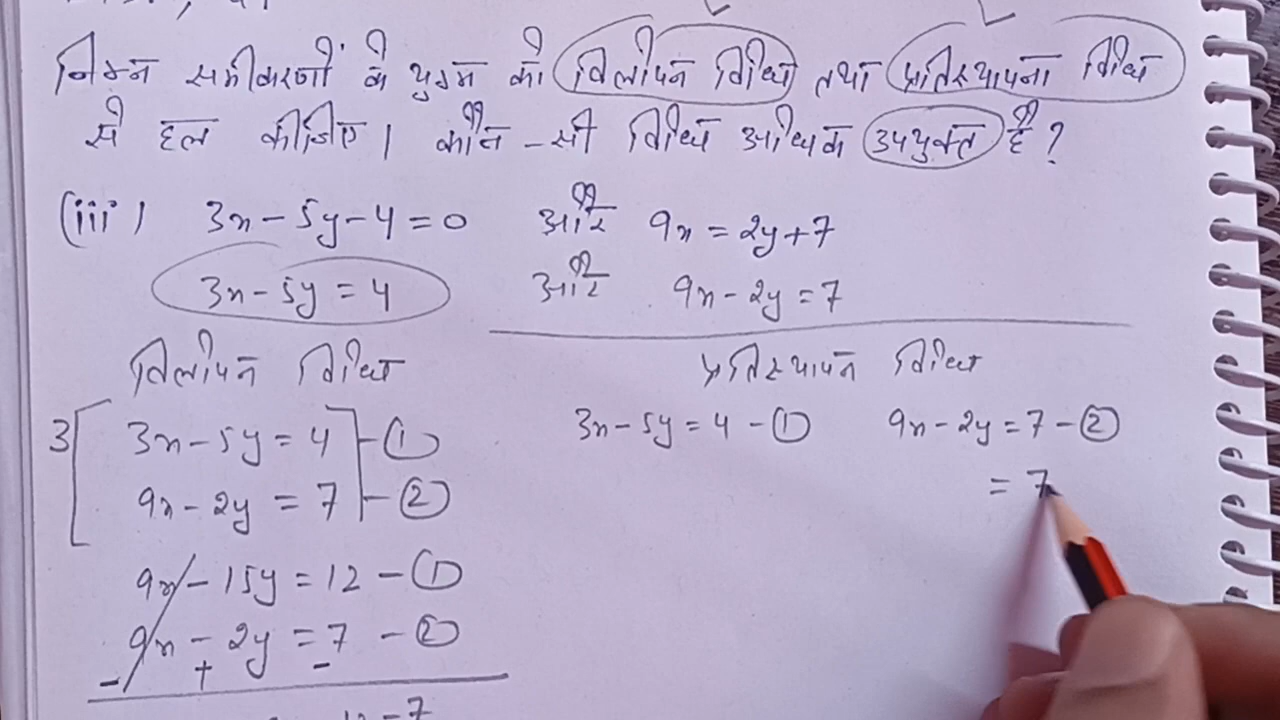 निम्न समीकरणों के युग्म को विलोपन विधि तथा प्रतिस्थापना विधि
से हल कीजिए। कौन-सी विधि अधिक उपयुक्त है?
(iii) 3x - 5y - 4 = 0 और 9x = 2y + 7
3x - 5y = 4 और 9x - 2y = 7
विलोपन विधि
3 [ 3x - 5y = 4 ] - ①
9x - 2y = 7 - ②
9x - 15y = 12 - ①
9x - 2y = 7 - ②
- + -
प्रतिस्थापन विधि
3x - 5y = 4 - ① 9x - 2y = 7 - ②
= 7